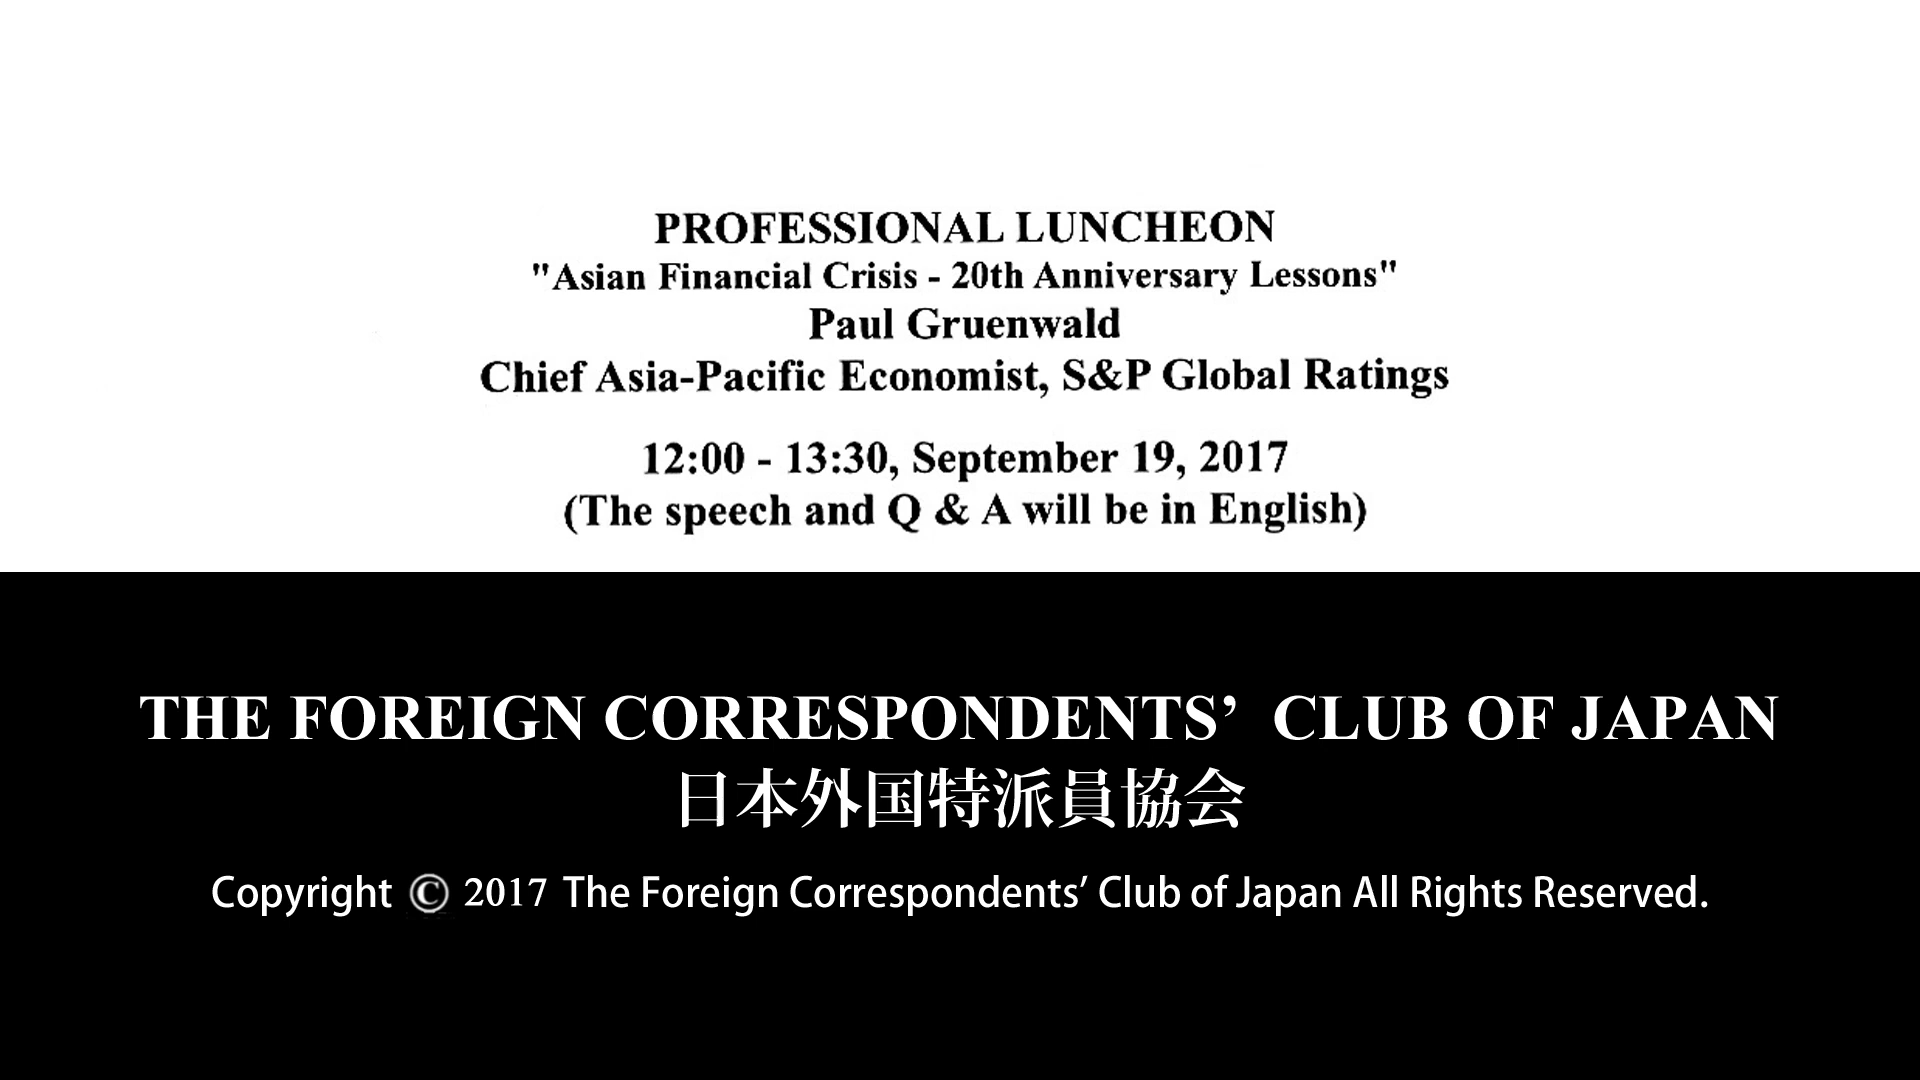 PROFESSIONAL LUNCHEON
"Asian Financial Crisis - 20th Anniversary Lessons"
Paul Gruenwald
Chief Asia-Pacific Economist, S&P Global Ratings
12:00 - 13:30, September 19, 2017
(The speech and Q & A will be in English)
THE FOREIGN CORRESPONDENTS’ CLUB OF JAPAN
日本外国特派員協会
Copyright © 2017 The Foreign Correspondents’ Club of Japan All Rights Reserved.